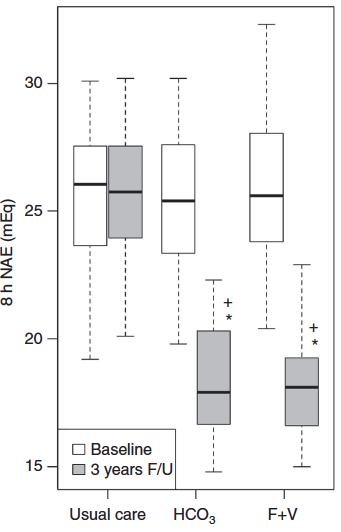 30
25
20
15
8 h NAE (mEq)
+
*
+
*
Baseline
3 years F/U
Usual care HCO₃ F+V